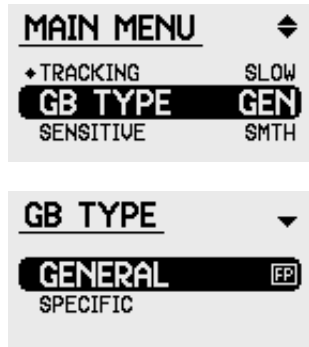 MAIN MENU
TRACKING SLOW
GB TYPE GEN
SENSITIVE SMTH
GB TYPE
GENERAL FP
SPECIFIC